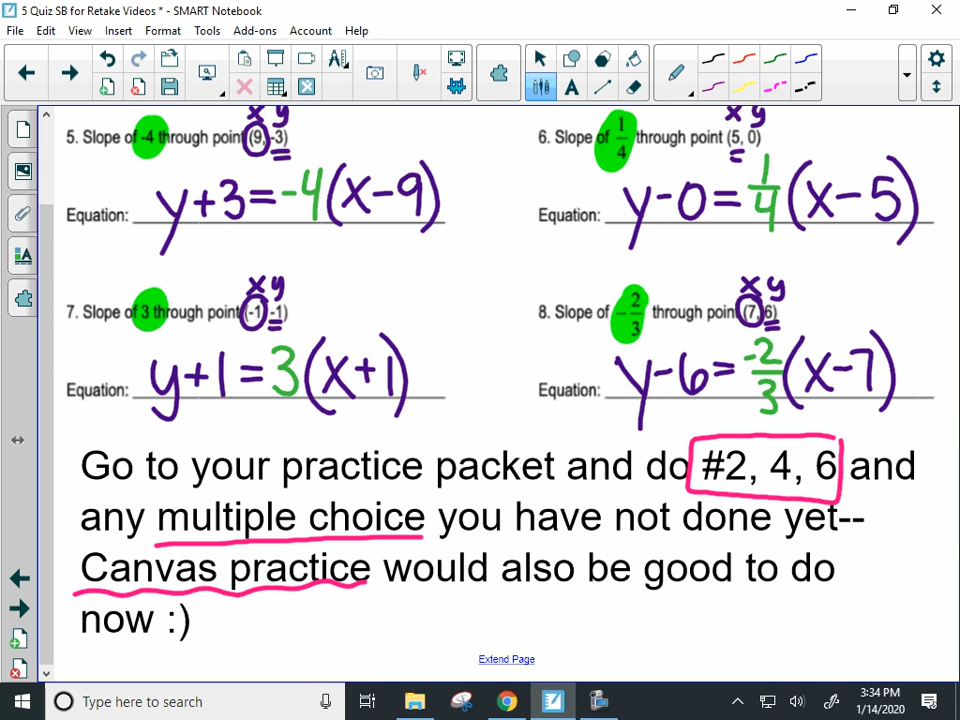 5 Quiz SB for Retake Videos * - SMART Notebook
File Edit View Insert Format Tools Add-ons Account Help
x y
5. Slope of -4 through point (9, -3)
y+3=-4(x-9)
Equation:
x y
6. Slope of 1/4 through point (5, 0)
y-0=1/4(x-5)
Equation:
x y
7. Slope of 3 through point (-1, -1)
y+1=3(x+1)
Equation:
x y
8. Slope of -2/3 through point (7, 6)
y-6=-2/3(x-7)
Equation:
Go to your practice packet and do #2, 4, 6 and
any multiple choice you have not done yet--
Canvas practice would also be good to do
now :)
Extend Page
Type here to search
3:34 PM
1/14/2020